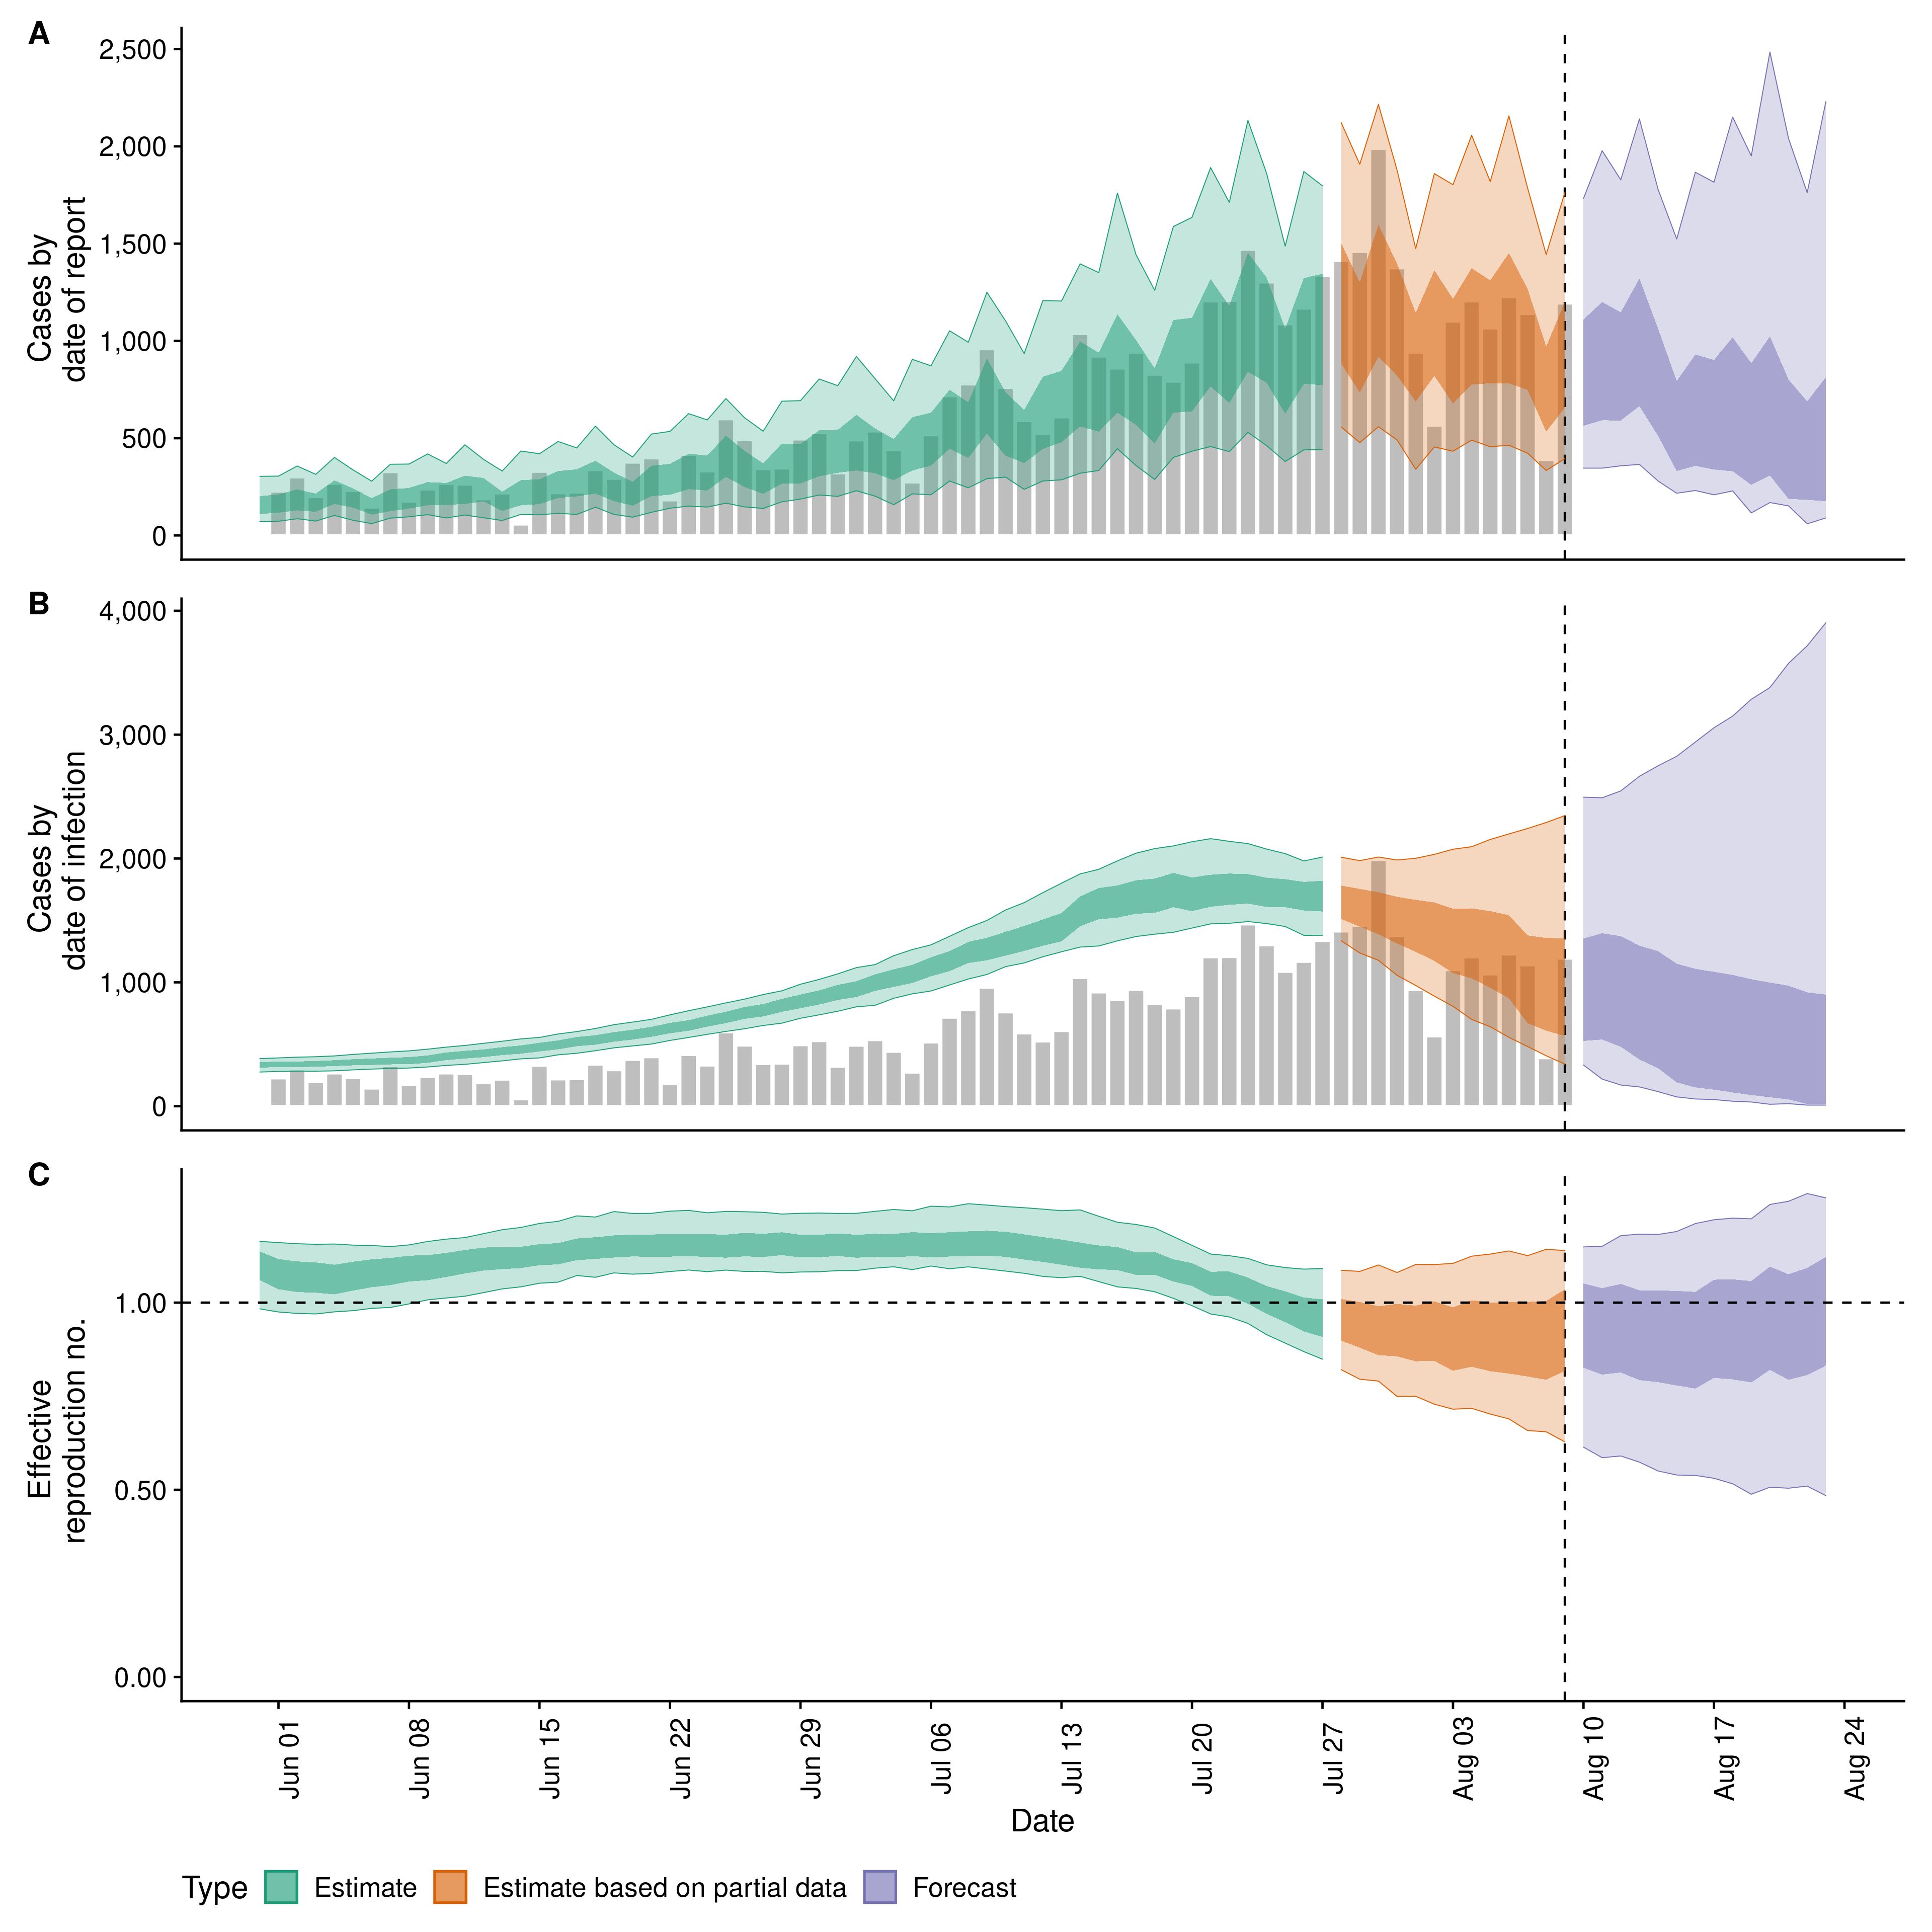 A
2,500
2,000
1,500
1,000
500
0
Cases by
date of report
B
4,000
3,000
2,000
1,000
0
Cases by
date of infection
C
1.00
0.50
0.00
Effective
reproduction no.
Jun 01
Jun 08
Jun 15
Jun 22
Jun 29
Jul 06
Jul 13
Jul 20
Jul 27
Aug 03
Aug 10
Aug 17
Aug 24
Date
Type Estimate Estimate based on partial data Forecast